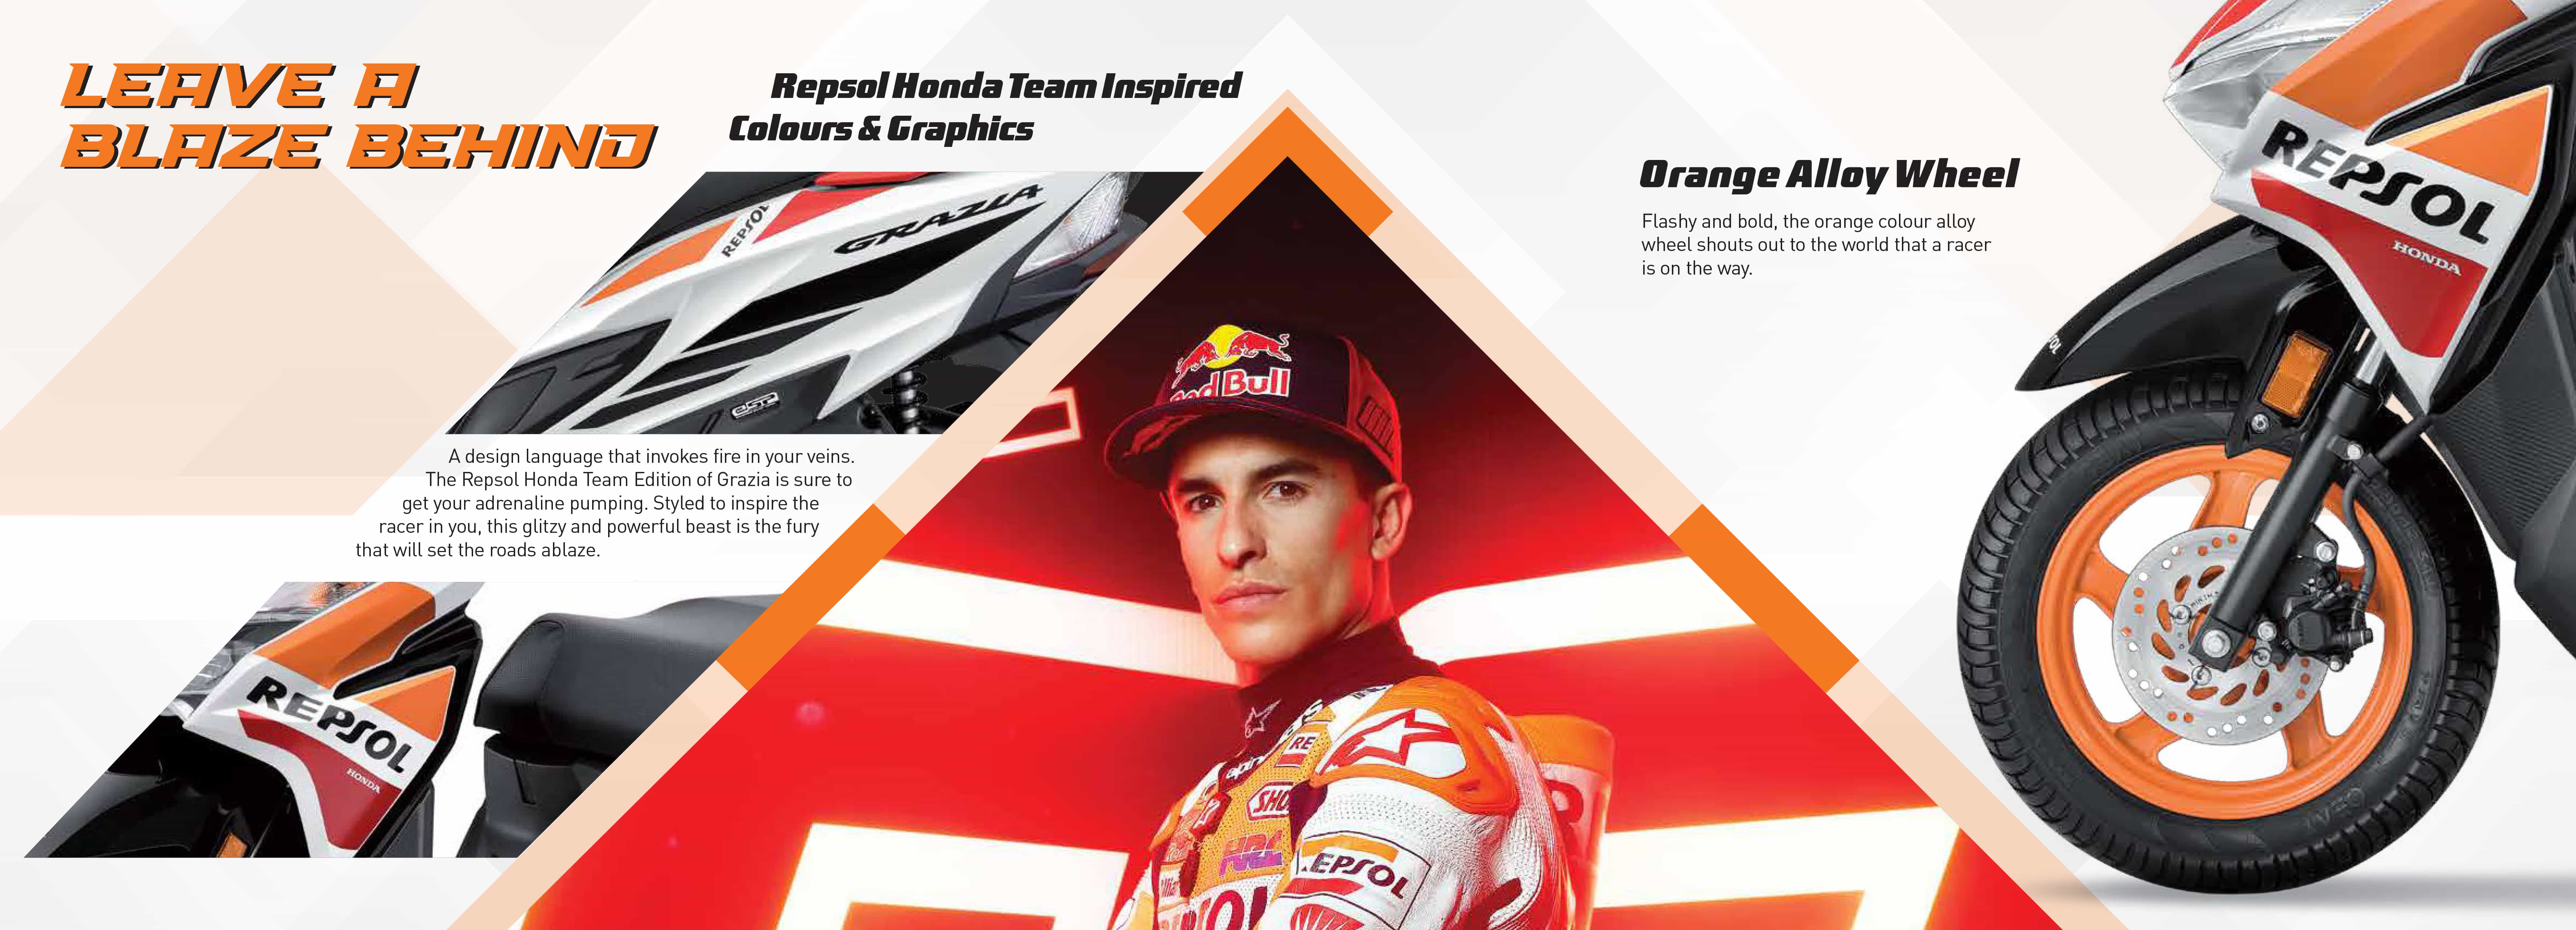 LEAVE A
BLAZE BEHIND
Repsol Honda Team Inspired
Colours & Graphics
REPSOL
GRAZIA
eSP
A design language that invokes fire in your veins.
The Repsol Honda Team Edition of Grazia is sure to
get your adrenaline pumping. Styled to inspire the
racer in you, this glitzy and powerful beast is the fury
that will set the roads ablaze.
REPSOL
HONDA
Red Bull
RE
SHO
EPSOL
Orange Alloy Wheel
Flashy and bold, the orange colour alloy
wheel shouts out to the world that a racer
is on the way.
REPSOL
HONDA